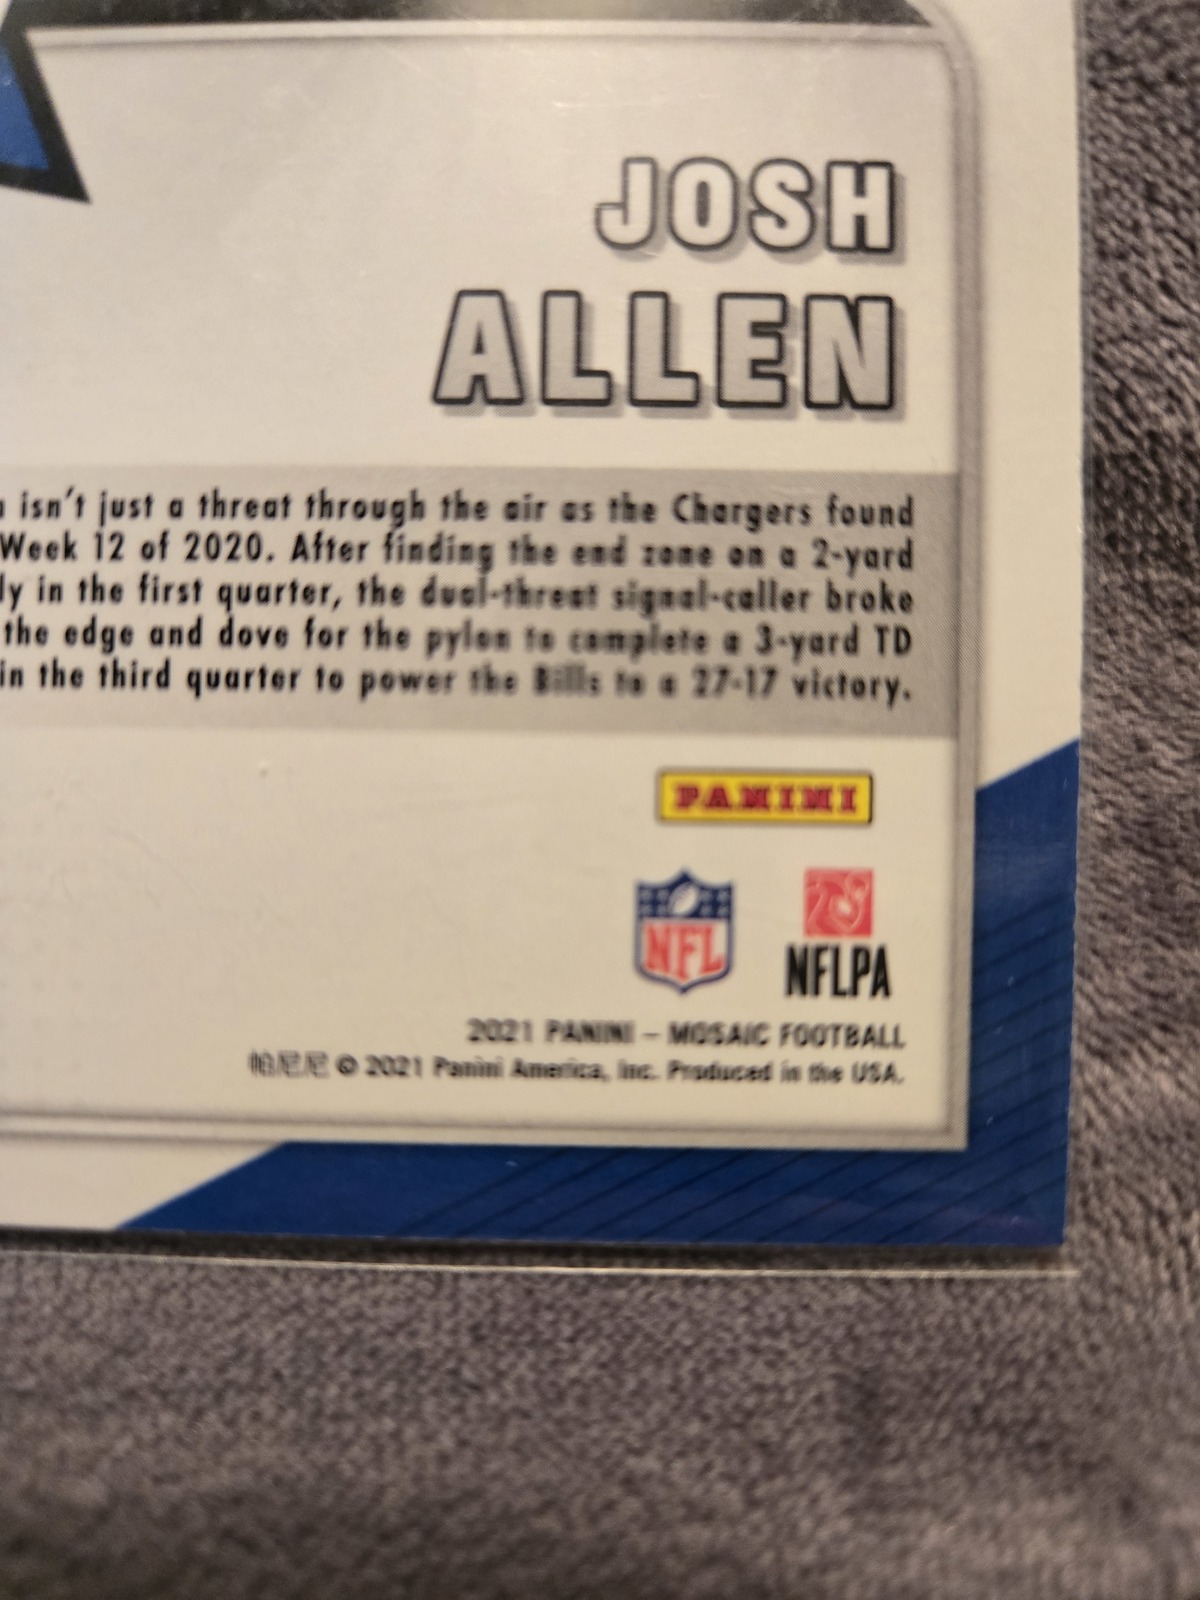 JOSH
ALLEN
isn't just a threat through the air as the Chargers found
Week 12 of 2020. After finding the end zone on a 2-yard
ly in the first quarter, the dual-threat signal-caller broke
the edge and dove for the pylon to complete a 3-yard TD
in the third quarter to power the Bills to a 27-17 victory.
PANINI
NFL
NFLPA
2021 PANINI – MOSAIC FOOTBALL
帕尼尼 © 2021 Panini America, Inc. Produced in the USA.